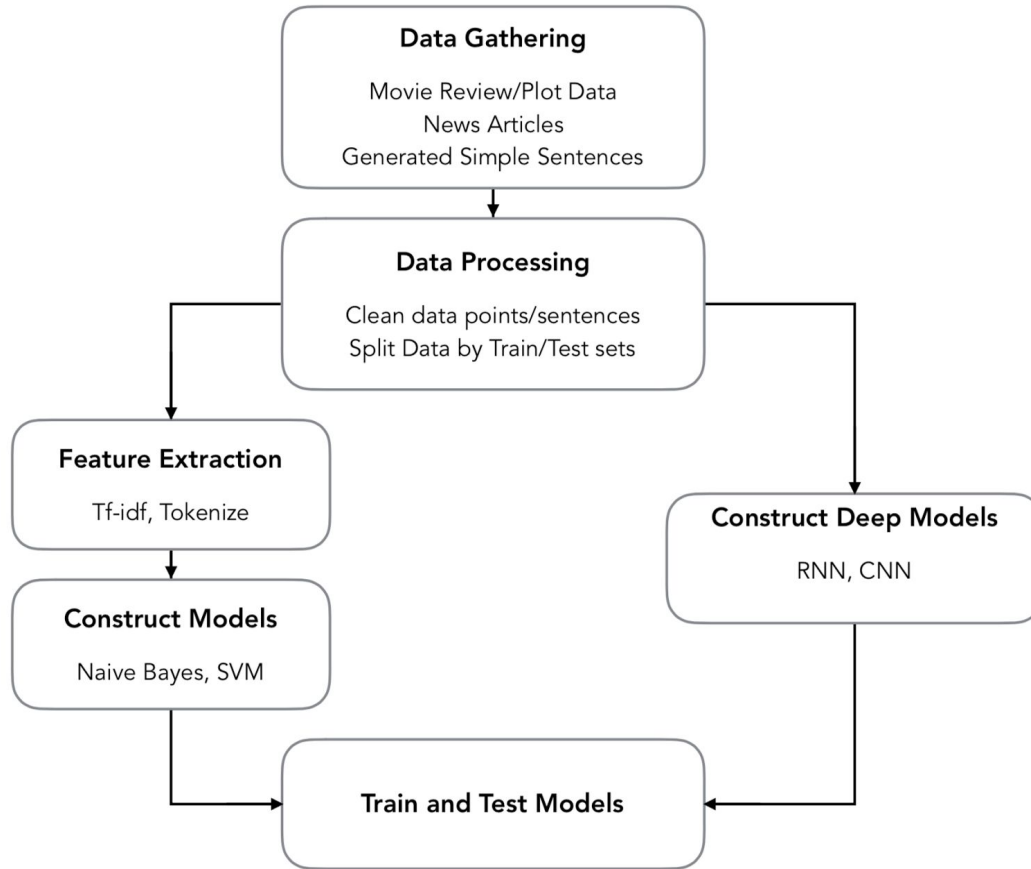 Data Gathering
Movie Review/Plot Data
News Articles
Generated Simple Sentences
Data Processing
Clean data points/sentences
Split Data by Train/Test sets
Feature Extraction
Tf-idf, Tokenize
Construct Models
Naive Bayes, SVM
Construct Deep Models
RNN, CNN
Train and Test Models